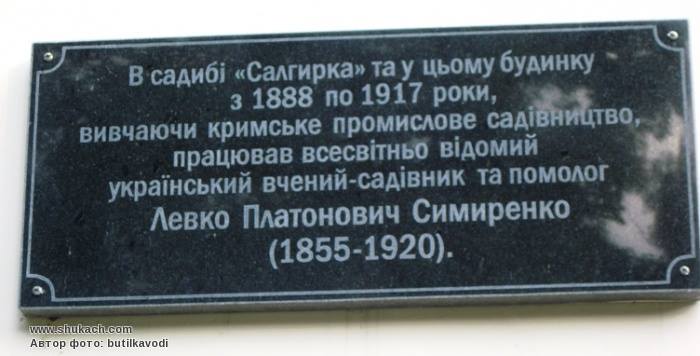 В садибі «Салгирка» та у цьому будинку
з 1888 по 1917 роки,
вивчаючи кримське промислове садівництво,
працював всесвітньо відомий
український вчений-садівник та помолог
Левко Платонович Симиренко
(1855-1920).
www.shukach.com
Автор фото: butilkavodi